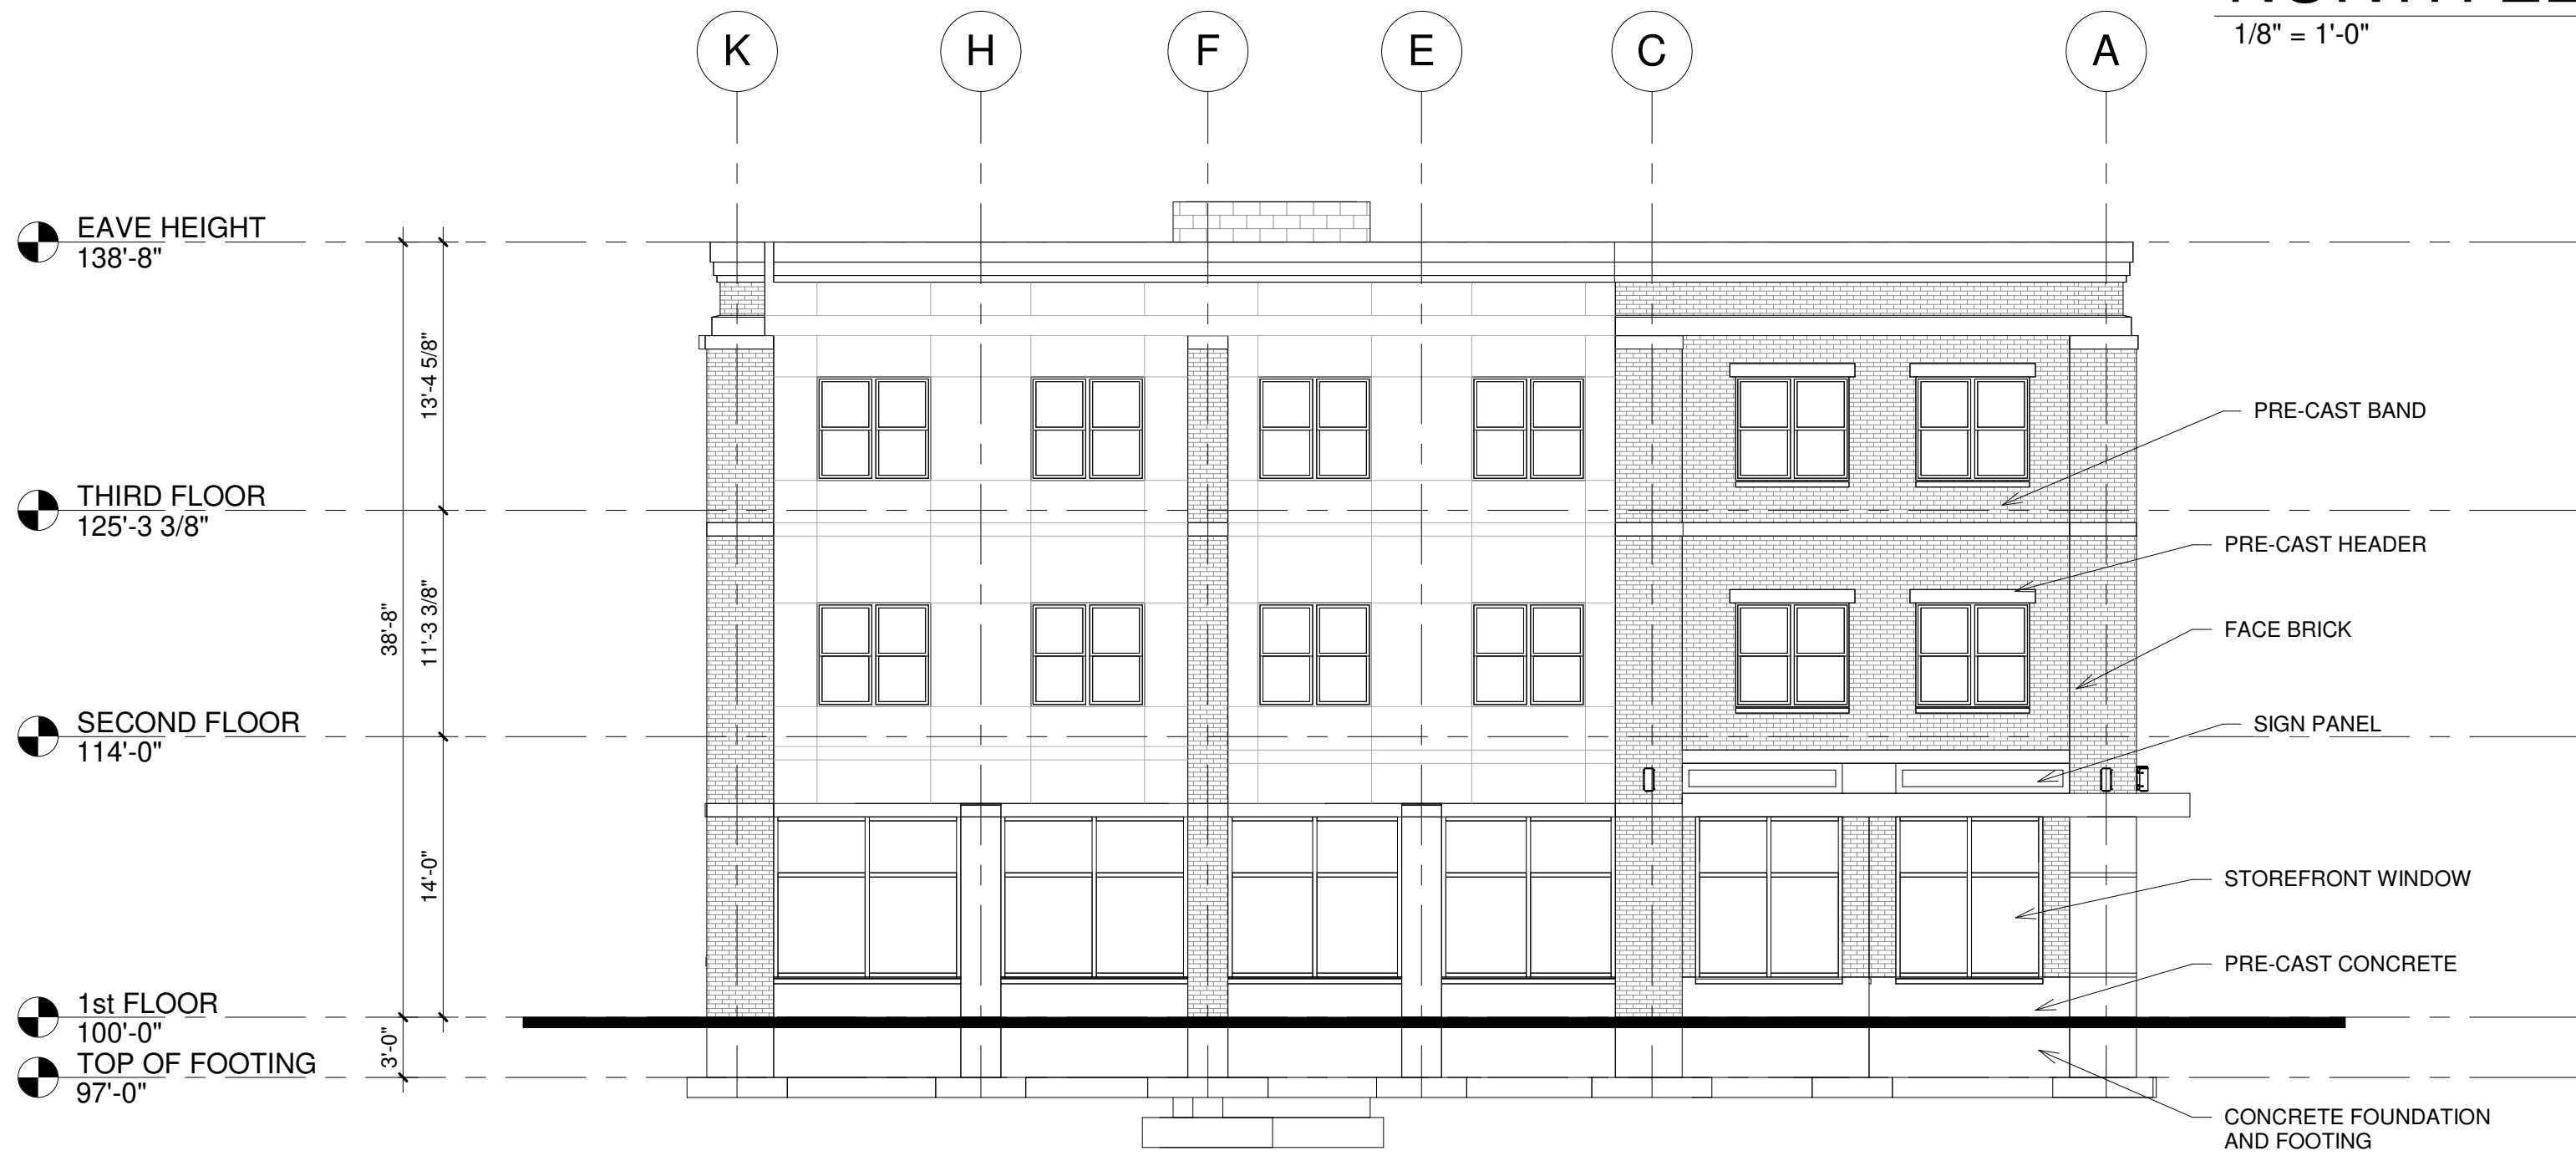 1/8" = 1'-0"
K
H
F
E
C
A
EAVE HEIGHT
138'-8"
13'-4 5/8"
PRE-CAST BAND
THIRD FLOOR
125'-3 3/8"
PRE-CAST HEADER
38'-8"
11'-3 3/8"
FACE BRICK
SECOND FLOOR
114'-0"
SIGN PANEL
14'-0"
STOREFRONT WINDOW
PRE-CAST CONCRETE
1st FLOOR
100'-0"
3'-0"
TOP OF FOOTING
97'-0"
CONCRETE FOUNDATION
AND FOOTING